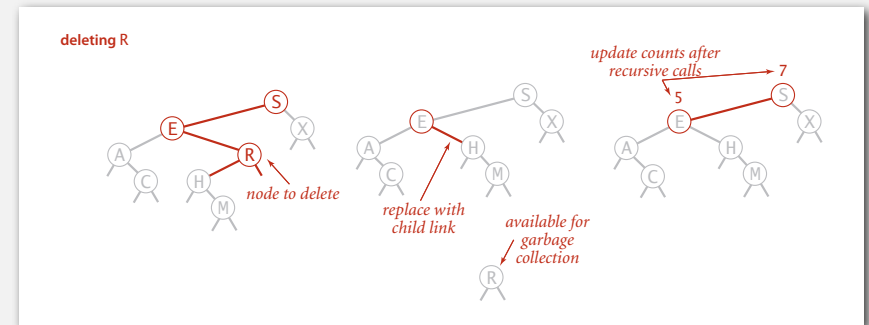 deleting R
S
E
X
A
R
C
H
M
node to delete
S
E
X
A
H
C
M
replace with
child link
available for
garbage
collection
R
update counts after
recursive calls
7
5
S
E
X
A
H
C
M